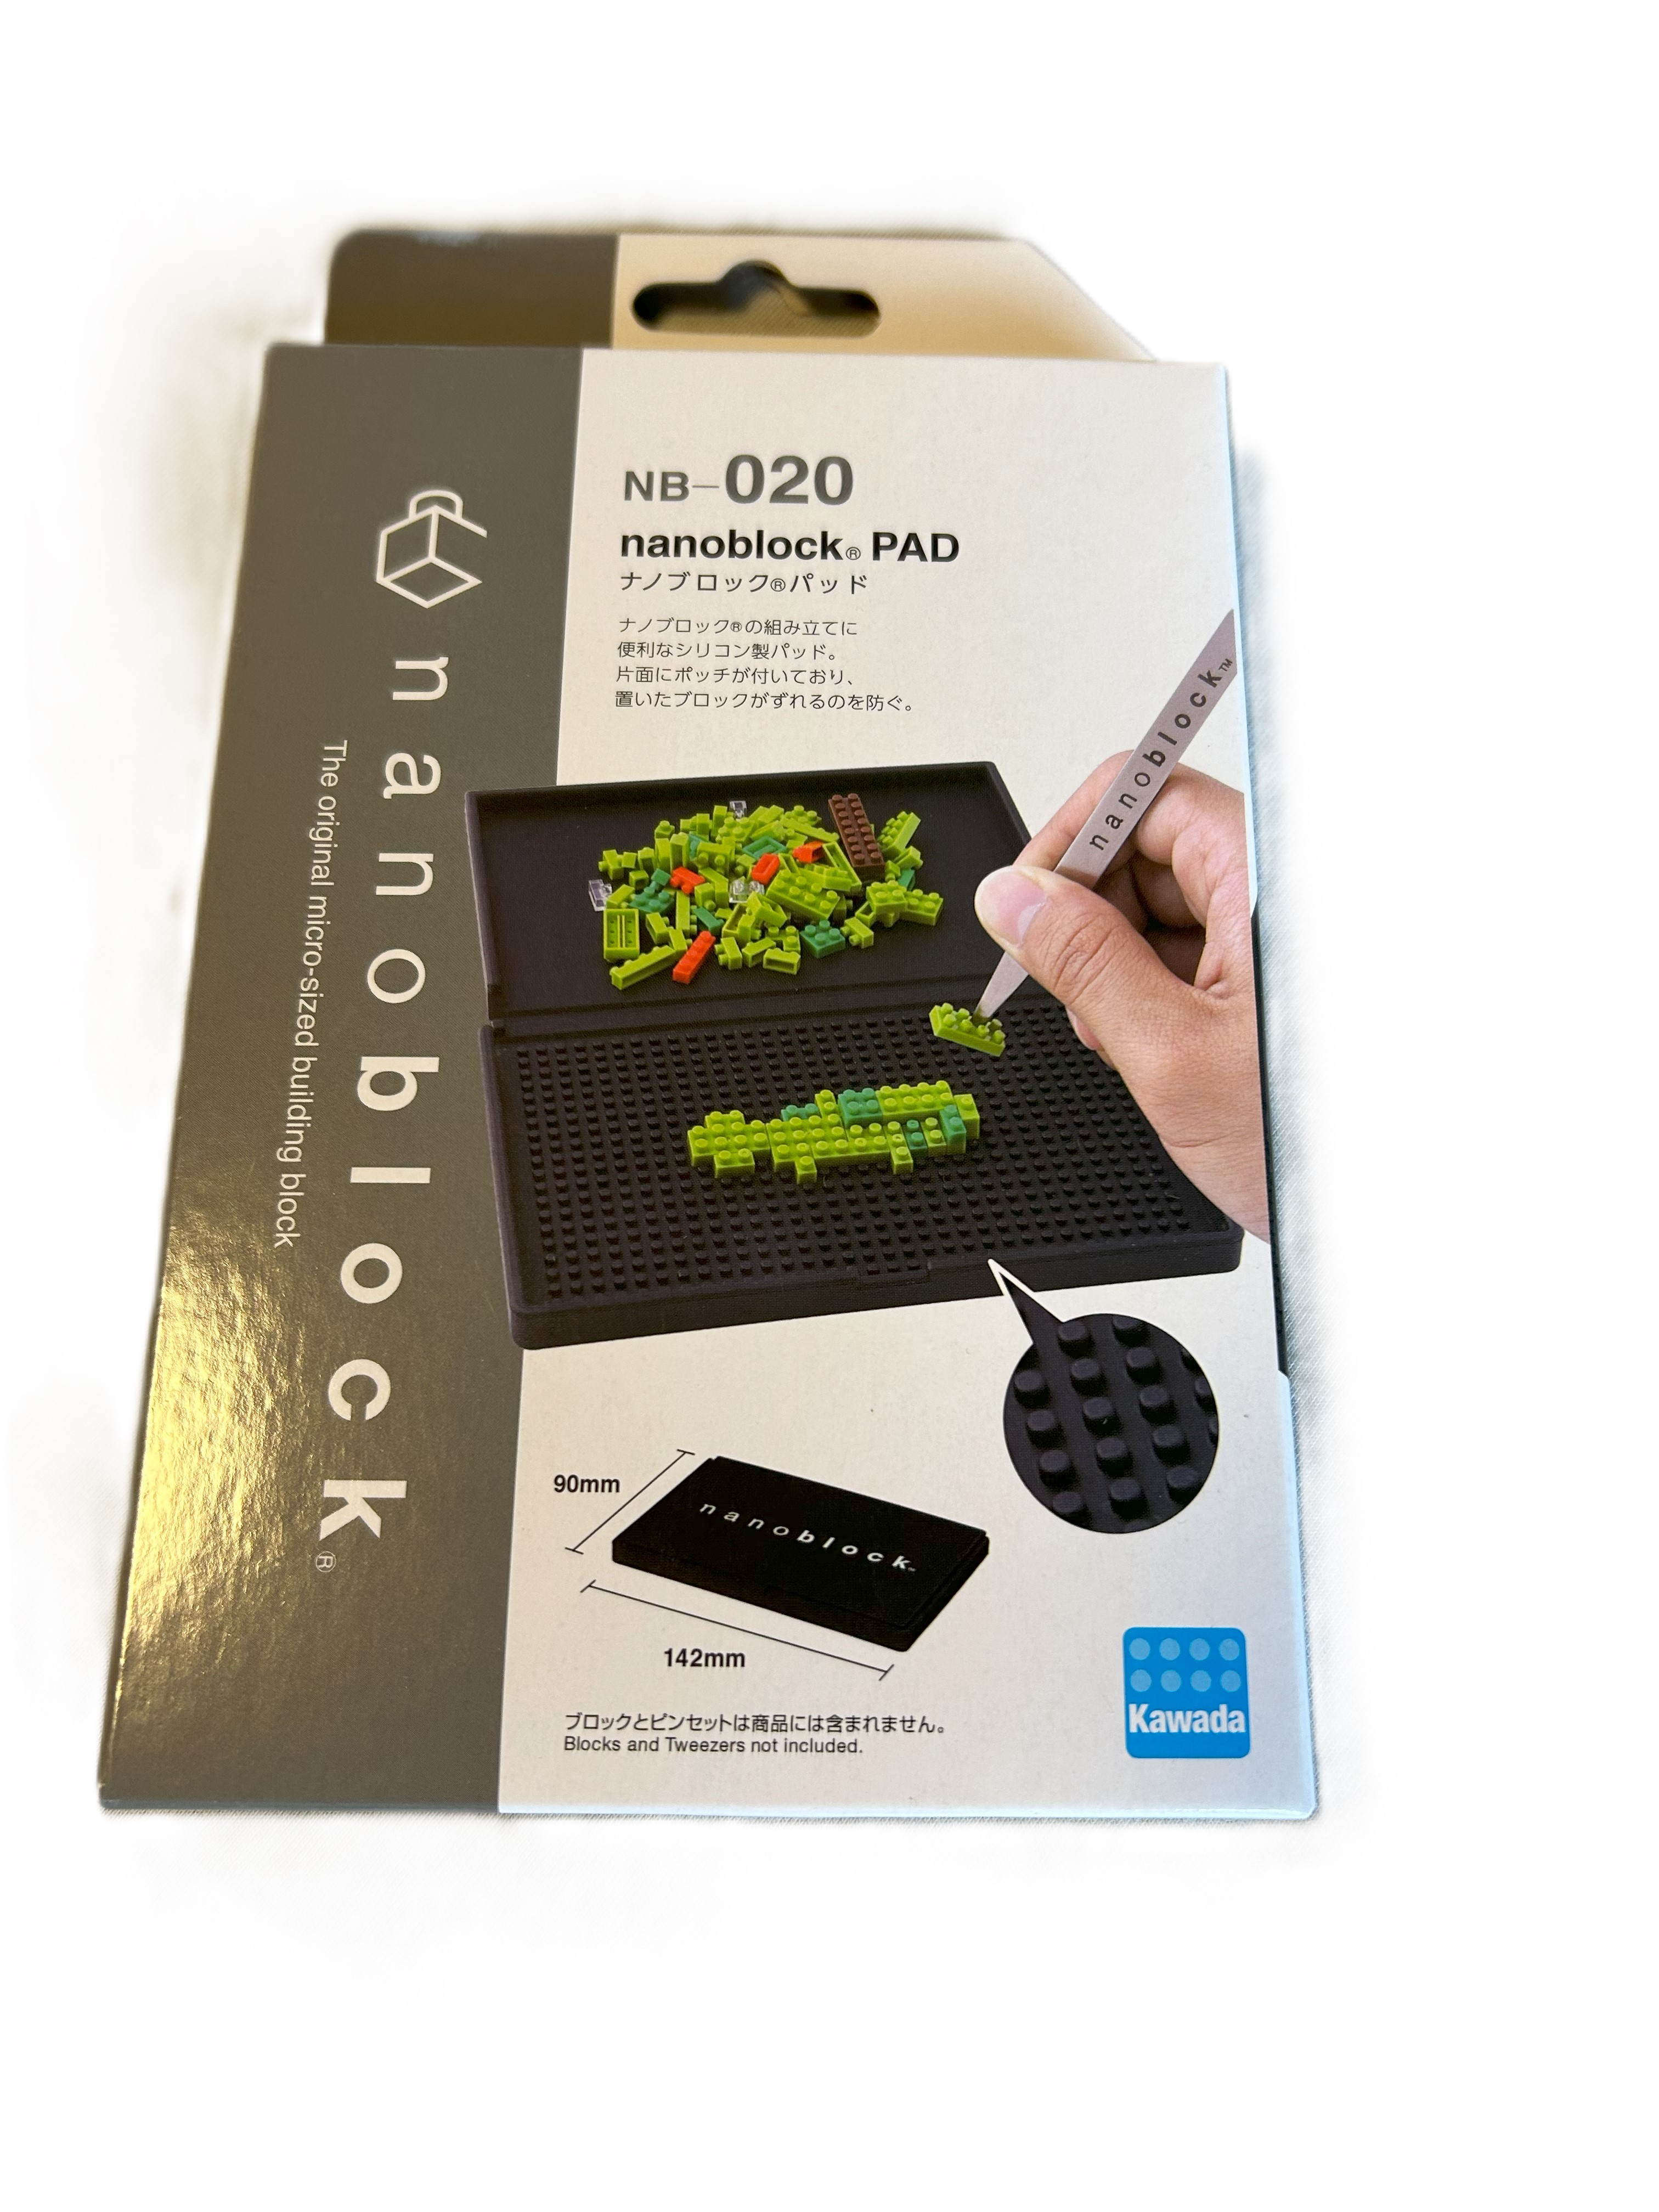 NB-020
nanoblock® PAD
ナノブロック®パッド
ナノブロック®の組み立てに
便利なシリコン製パッド。
片面にポッチが付いており、
置いたブロックがずれるのを防ぐ。
nanoblock™
nanoblock®
The original micro-sized building block
90mm
nanoblock™
142mm
Kawada
ブロックとピンセットは商品には含まれません。
Blocks and Tweezers not included.